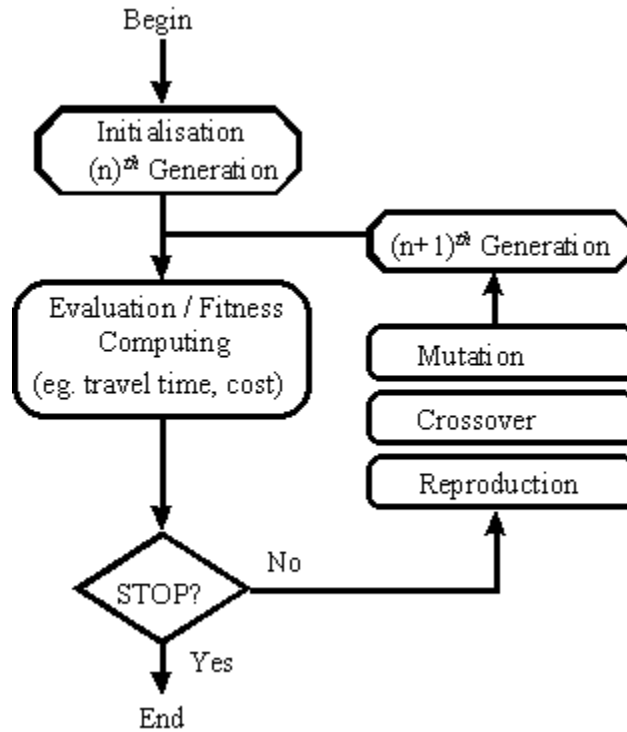 Begin
Initialisation
(n)th Generation
(n+1)th Generation
Evaluation / Fitness
Computing
(eg. travel time, cost)
Mutation
Crossover
Reproduction
No
STOP?
Yes
End